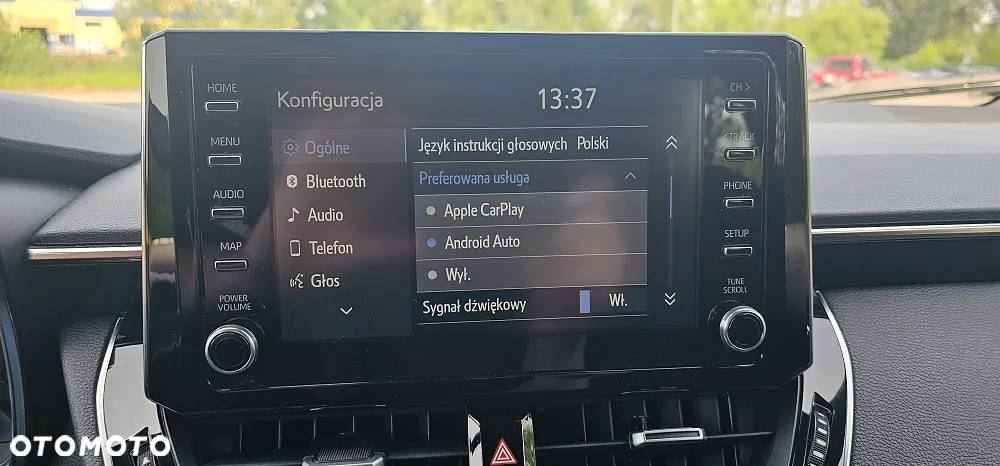 HOME
MENU
AUDIO
MAP
POWER
VOLUME
Konfiguracja 13:37
Ogólne
Bluetooth
Audio
Telefon
Głos
Język instrukcji głosowych Polski
Preferowana usługa
Apple CarPlay
Android Auto
Wył.
Sygnał dźwiękowy Wł.
CH >
< TRACK
PHONE
SETUP
TUNE
SCROLL
OTOMOTO